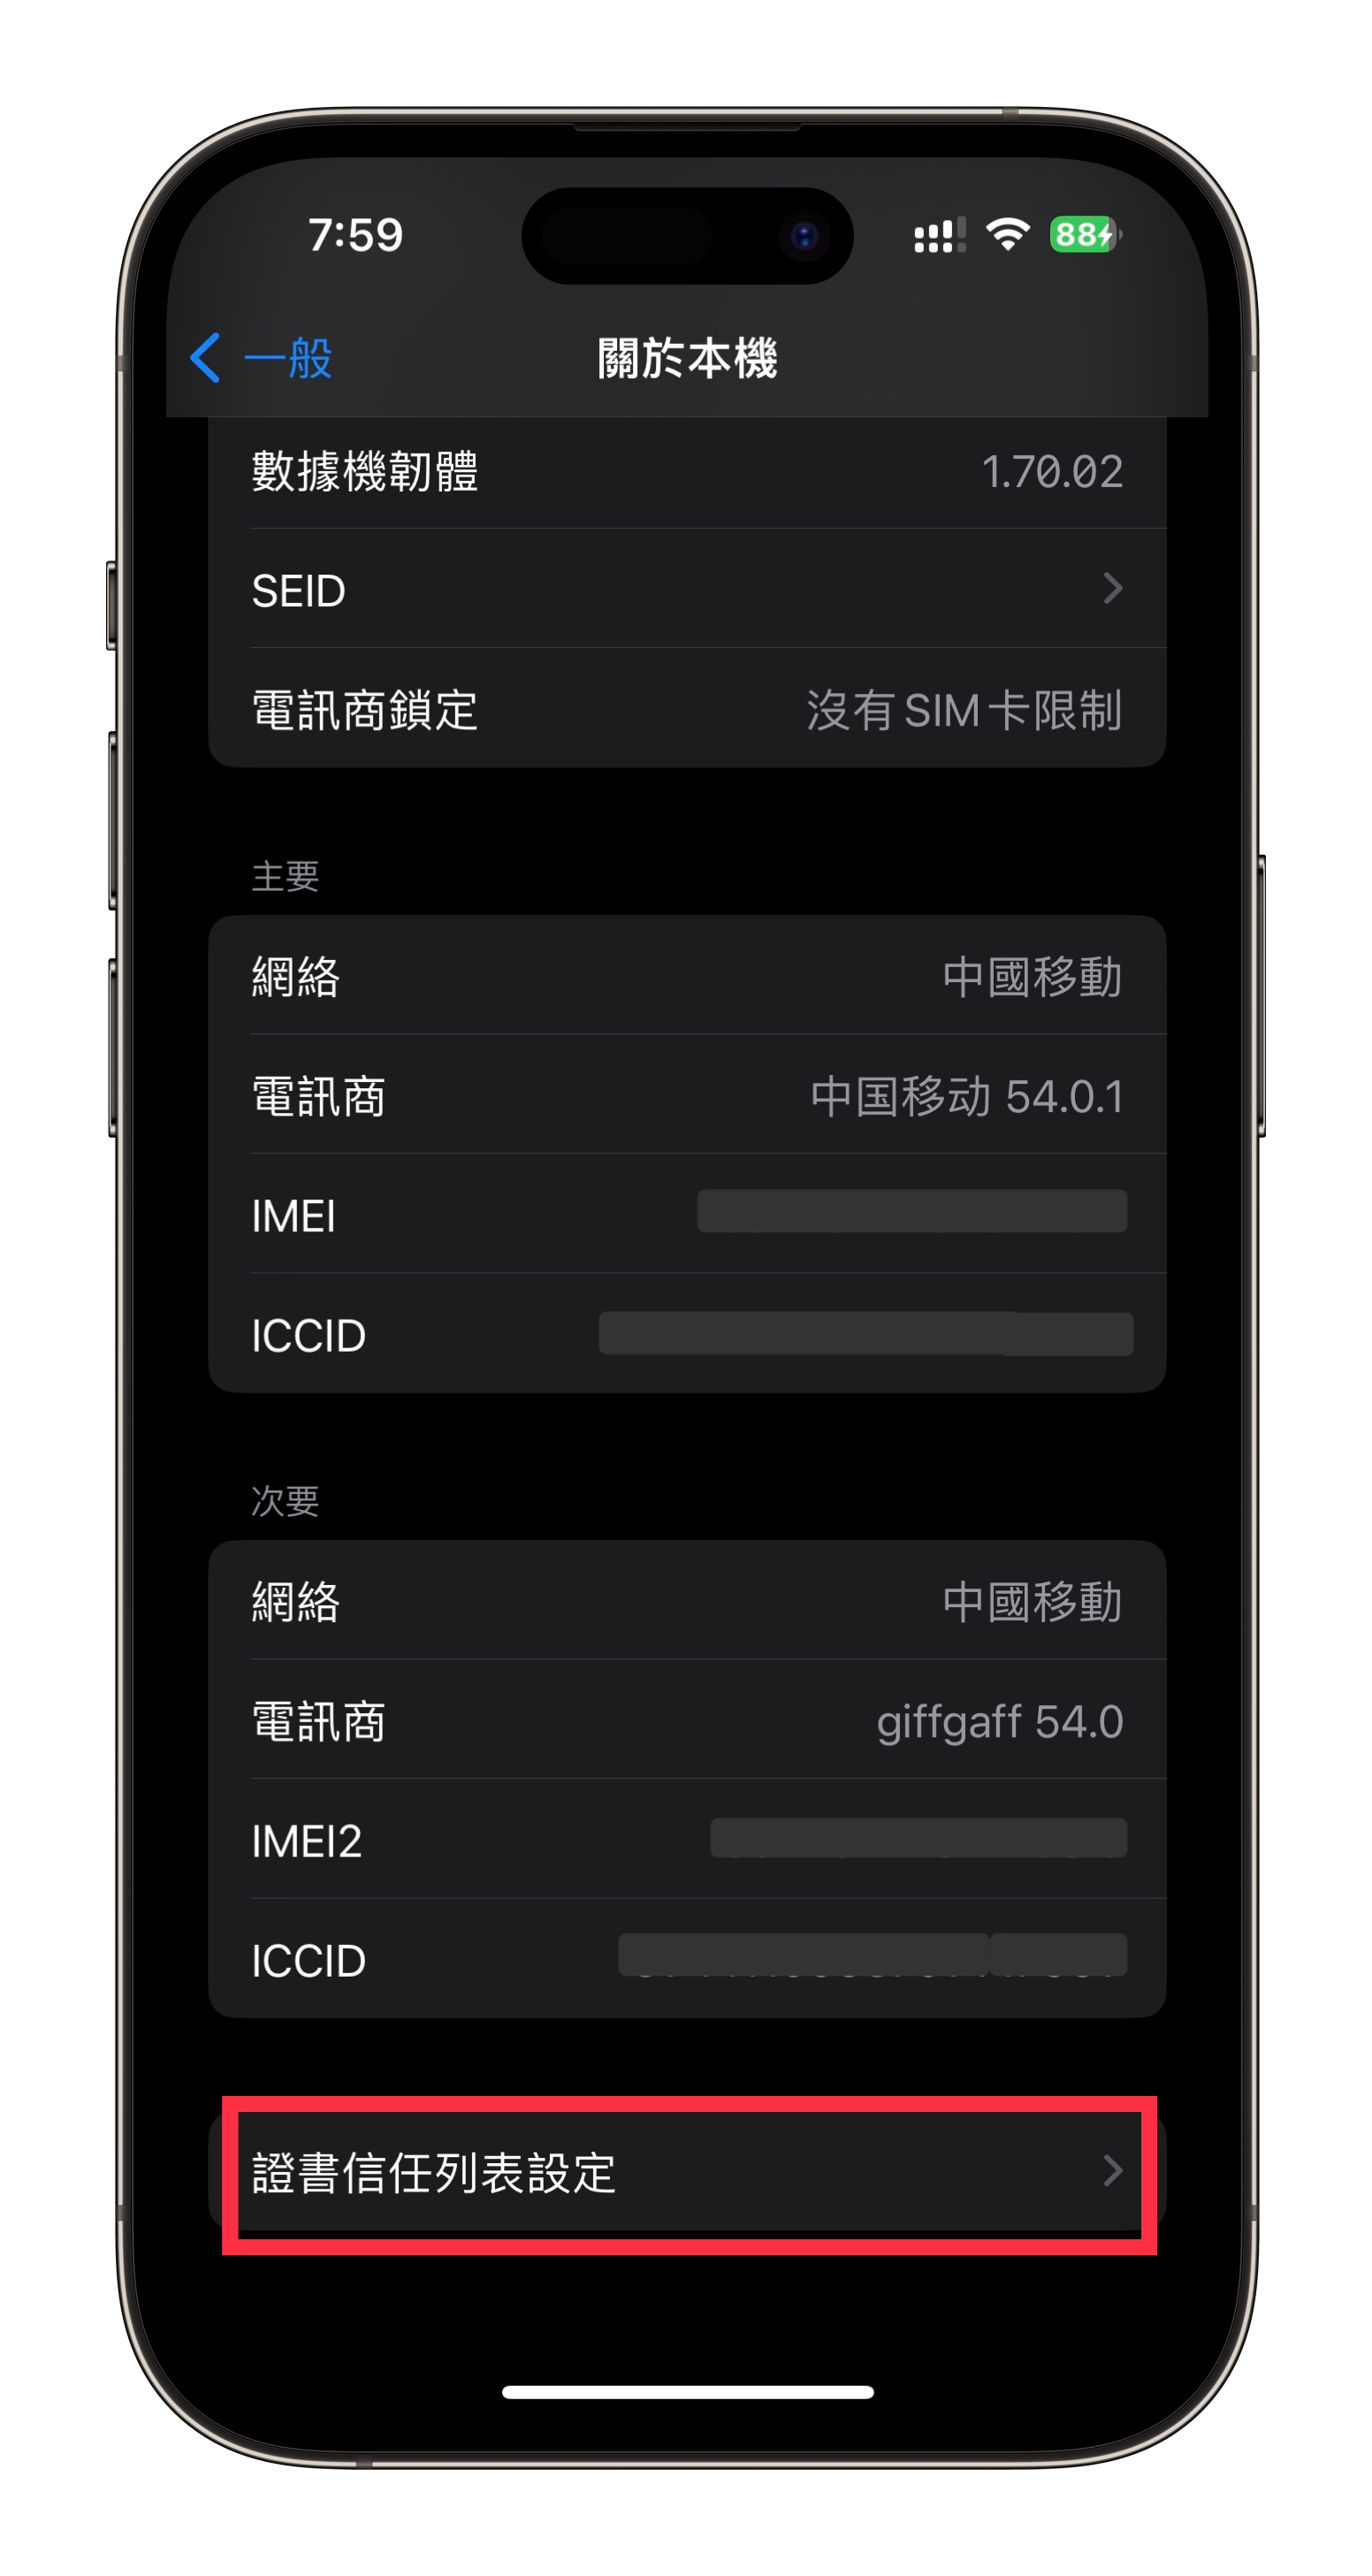 7:59
88
一般
關於本機
數據機韌體 1.70.02
SEID
電訊商鎖定 沒有 SIM 卡限制
主要
網絡 中國移動
電訊商 中国移动 54.0.1
IMEI
ICCID
次要
網絡 中國移動
電訊商 giffgaff 54.0
IMEI2
ICCID
證書信任列表設定